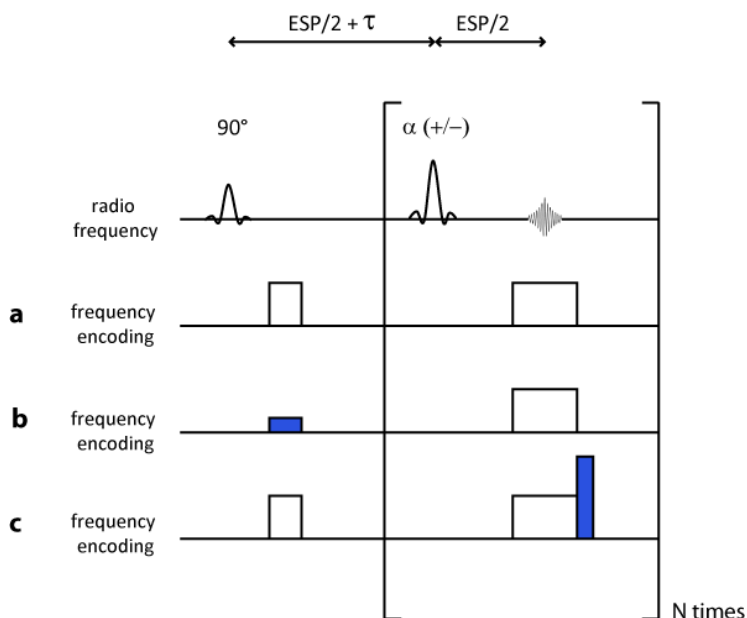 ESP/2 + τ
ESP/2
90°
α (+/−)
radio
frequency
a
frequency
encoding
b
frequency
encoding
c
frequency
encoding
N times